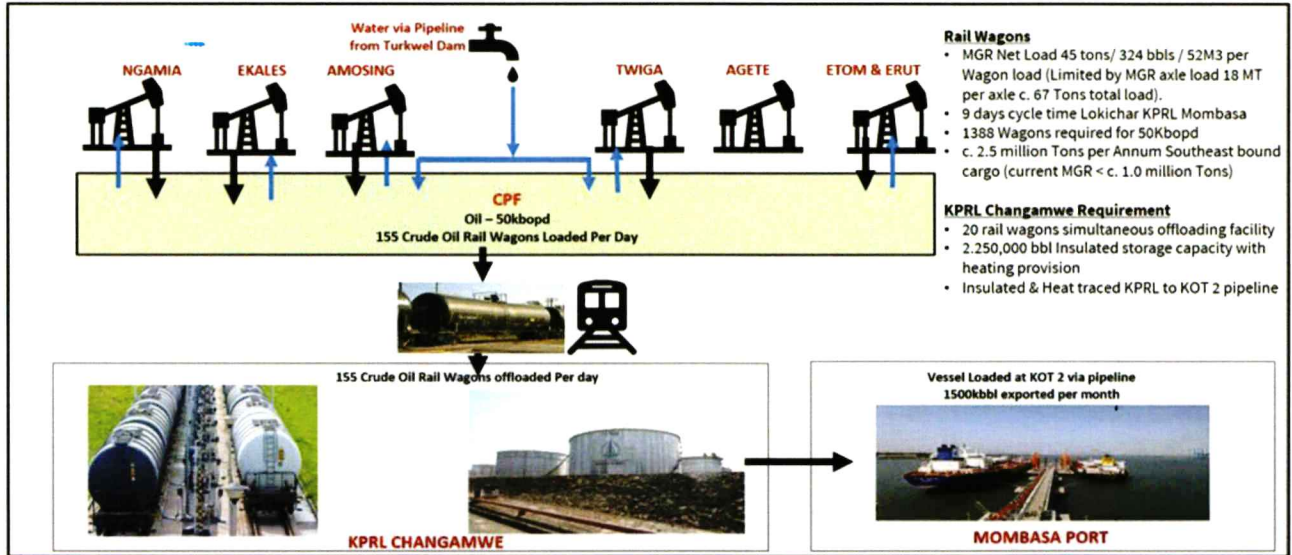 Water via Pipeline
from Turkwel Dam
NGAMIA
EKALES
AMOSING
TWIGA
AGETE
ETOM & ERUT
CPF
Oil – 50kbopd
155 Crude Oil Rail Wagons Loaded Per Day
Rail Wagons
• MGR Net Load 45 tons/ 324 bbls / 52M3 per
Wagon load (Limited by MGR axle load 18 MT
per axle c. 67 Tons total load).
• 9 days cycle time Lokichar KPRL Mombasa
• 1388 Wagons required for 50Kbopd
• c. 2.5 million Tons per Annum Southeast bound
cargo (current MGR < c. 1.0 million Tons)
KPRL Changamwe Requirement
• 20 rail wagons simultaneous offloading facility
• 2.250,000 bbl Insulated storage capacity with
heating provision
• Insulated & Heat traced KPRL to KOT 2 pipeline
155 Crude Oil Rail Wagons offloaded Per day
KPRL CHANGAMWE
Vessel Loaded at KOT 2 via pipeline
1500kbbl exported per month
MOMBASA PORT